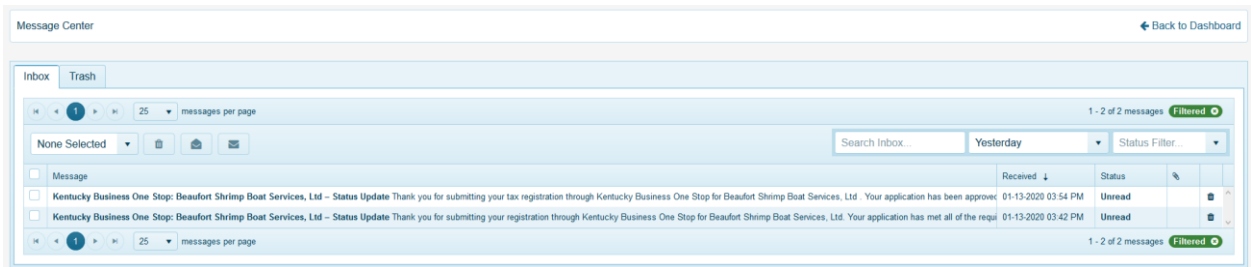 Message Center
Back to Dashboard
Inbox Trash
1 25 messages per page 1 - 2 of 2 messages Filtered
None Selected Search Inbox... Yesterday Status Filter...
Message Received ↓ Status
Kentucky Business One Stop: Beaufort Shrimp Boat Services, Ltd – Status Update Thank you for submitting your tax registration through Kentucky Business One Stop for Beaufort Shrimp Boat Services, Ltd . Your application has been approved 01-13-2020 03:54 PM Unread
Kentucky Business One Stop: Beaufort Shrimp Boat Services, Ltd – Status Update Thank you for submitting your registration through Kentucky Business One Stop for Beaufort Shrimp Boat Services, Ltd. Your application has met all of the requi 01-13-2020 03:42 PM Unread
1 25 messages per page 1 - 2 of 2 messages Filtered